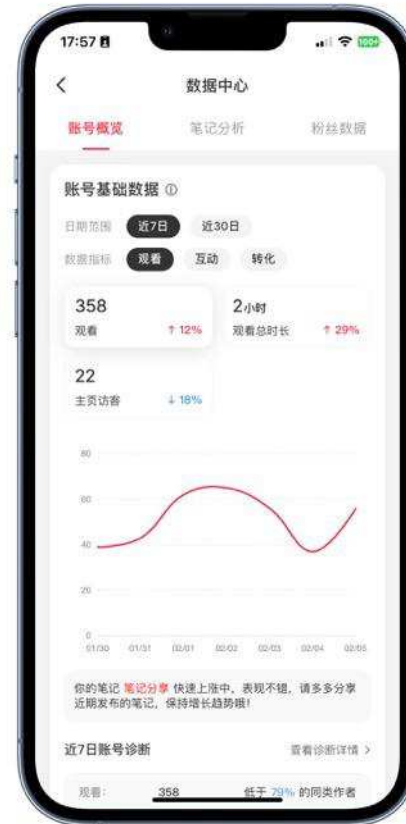 17:57
100+
数据中心
账号概览 笔记分析 粉丝数据
账号基础数据
日期范围 近7日 近30日
数据指标 观看 互动 转化
358 2小时
观看 ↑ 12% 观看总时长 ↑ 29%
22
主页访客 ↓ 18%
80
60
40
20
0
01/30 01/31 02/01 02/02 02/03 02/04 02/05
你的笔记 笔记分享 快速上涨中，表现不错，请多多分享
近期发布的笔记，保持增长趋势哦！
近7日账号诊断 查看诊断详情 >
观看： 358 低于 79% 的同类作者